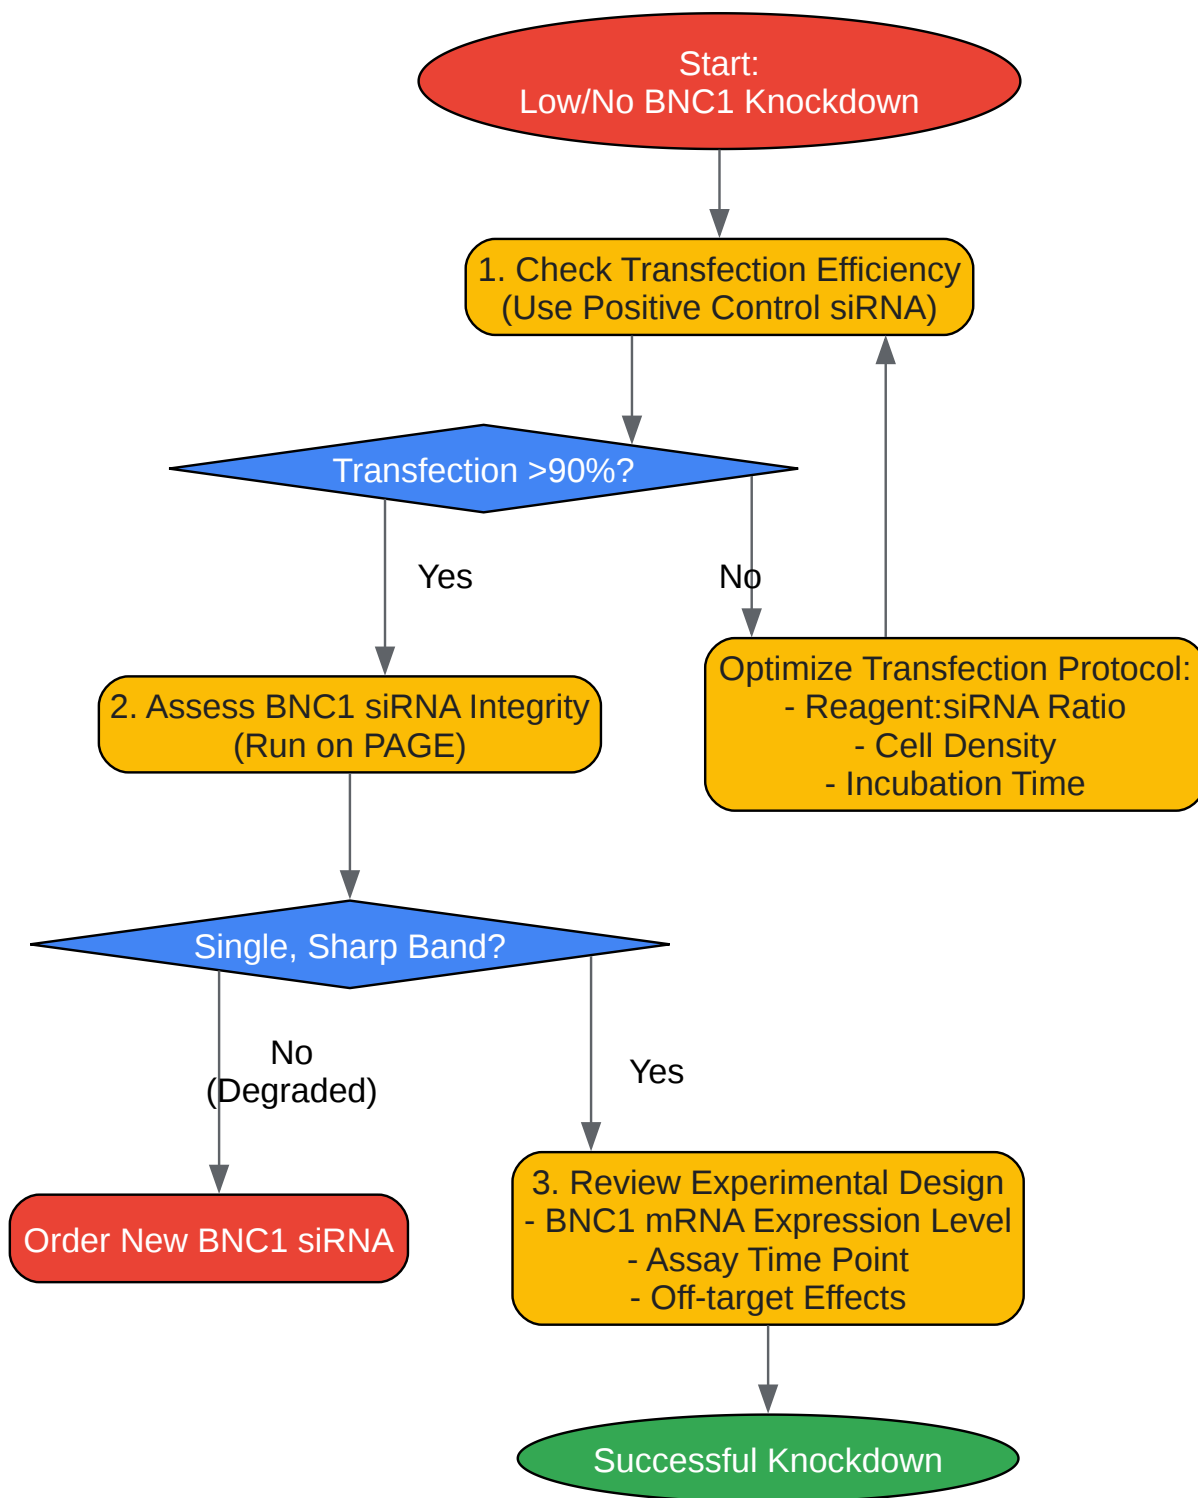 Start:
Low/No BNC1 Knockdown
1. Check Transfection Efficiency
(Use Positive Control siRNA)
Transfection >90%?
Yes
No
Optimize Transfection Protocol:
- Reagent:siRNA Ratio
- Cell Density
- Incubation Time
2. Assess BNC1 siRNA Integrity
(Run on PAGE)
Single, Sharp Band?
No
(Degraded)
Yes
Order New BNC1 siRNA
3. Review Experimental Design
- BNC1 mRNA Expression Level
- Assay Time Point
- Off-target Effects
Successful Knockdown